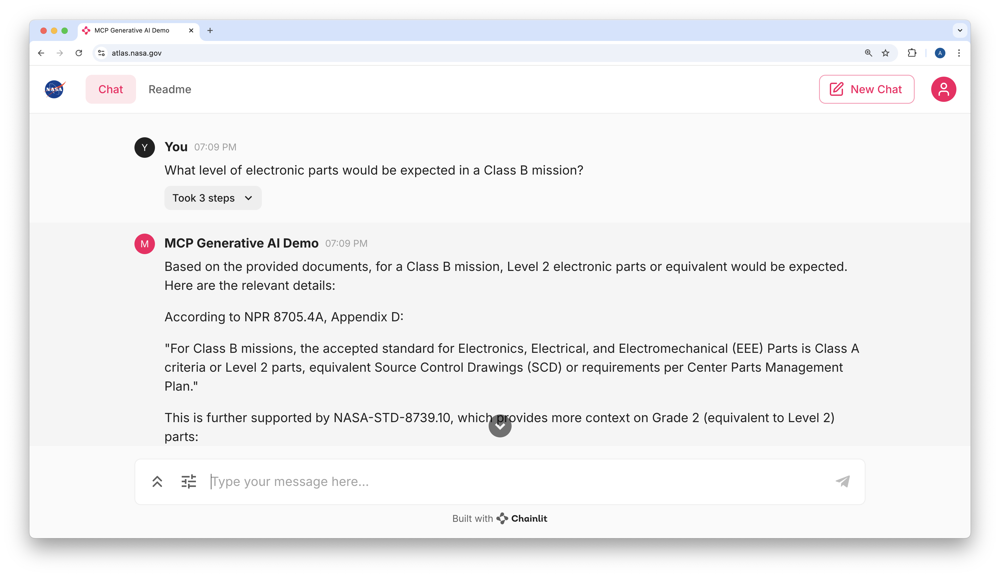 MCP Generative AI Demo
atlas.nasa.gov
A
NASA
Chat
Readme
New Chat
Y
You 07:09 PM
What level of electronic parts would be expected in a Class B mission?
Took 3 steps
M
MCP Generative AI Demo 07:09 PM
Based on the provided documents, for a Class B mission, Level 2 electronic parts or equivalent would be expected.
Here are the relevant details:
According to NPR 8705.4A, Appendix D:
"For Class B missions, the accepted standard for Electronics, Electrical, and Electromechanical (EEE) Parts is Class A
criteria or Level 2 parts, equivalent Source Control Drawings (SCD) or requirements per Center Parts Management
Plan."
This is further supported by NASA-STD-8739.10, which provides more context on Grade 2 (equivalent to Level 2)
parts:
Type your message here...
Built with Chainlit